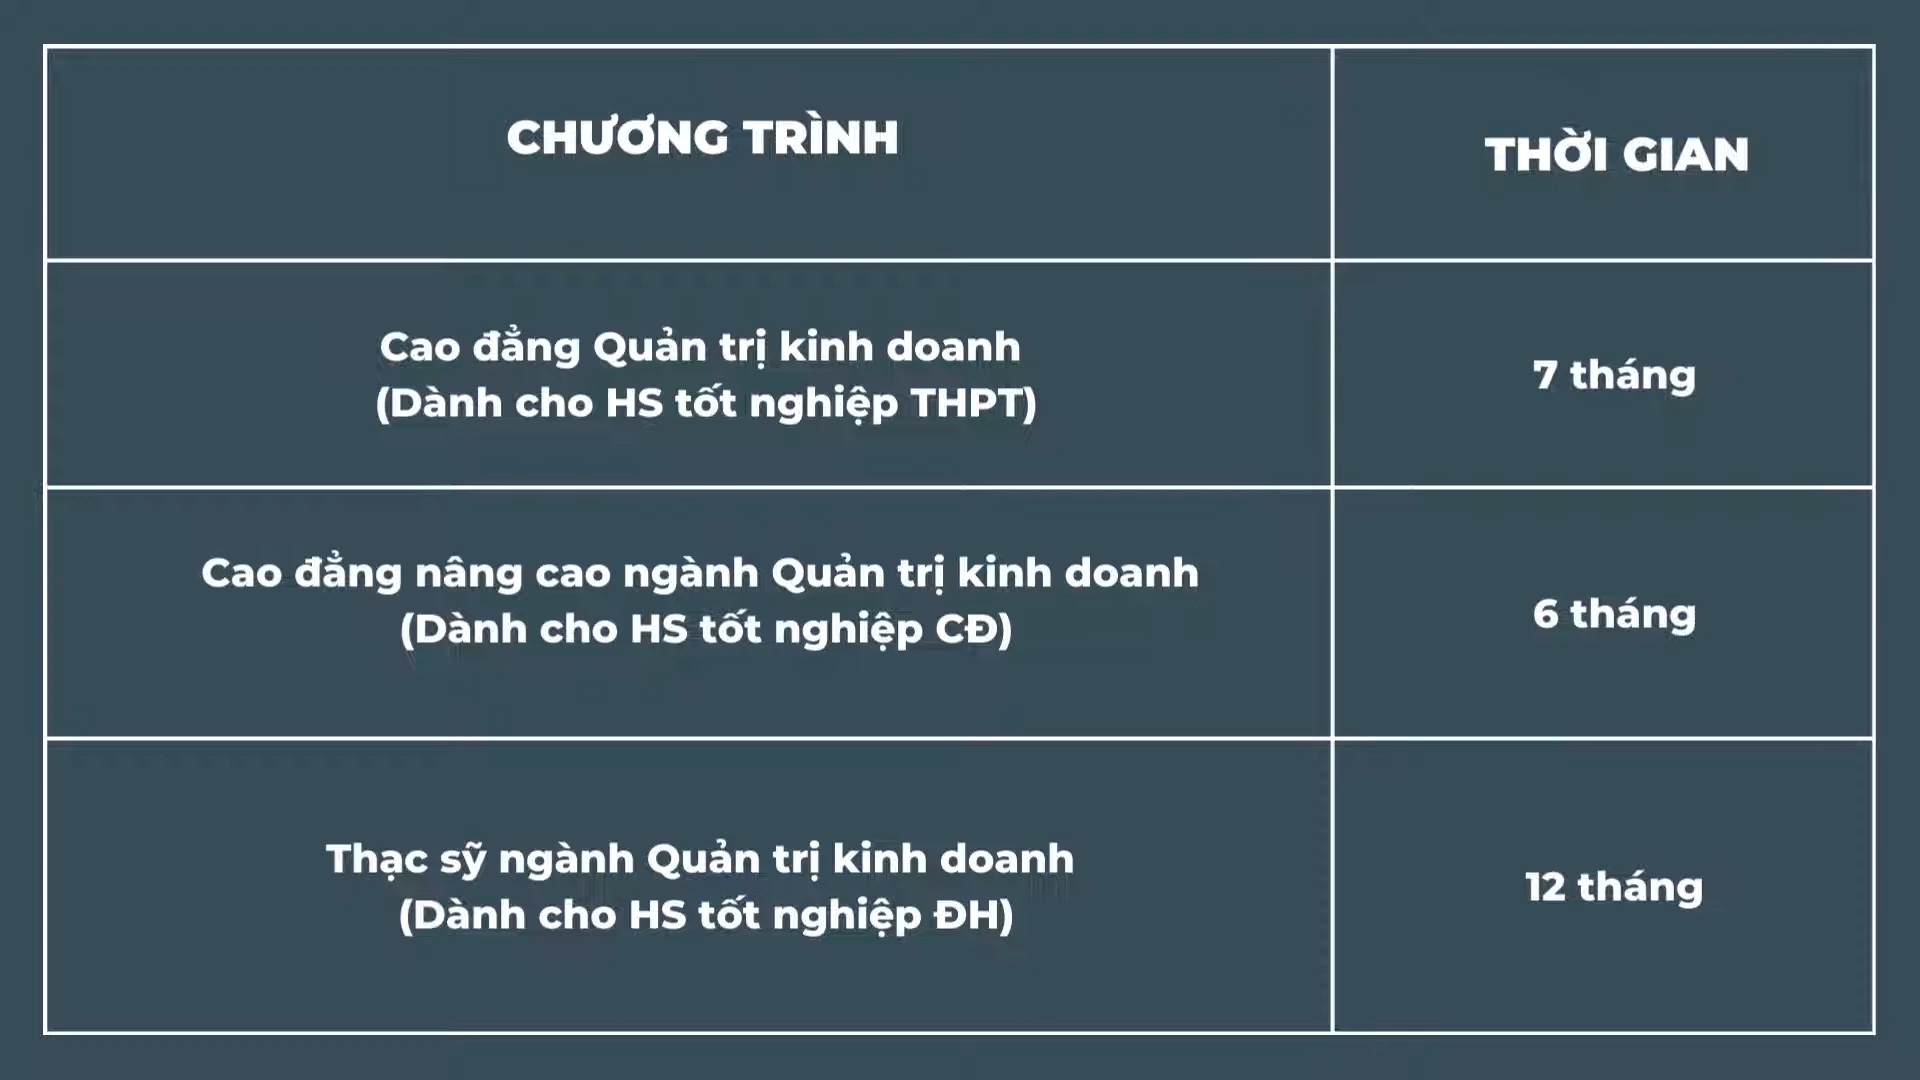 CHƯƠNG TRÌNH
THỜI GIAN
Cao đẳng Quản trị kinh doanh
(Dành cho HS tốt nghiệp THPT)
7 tháng
Cao đẳng nâng cao ngành Quản trị kinh doanh
(Dành cho HS tốt nghiệp CĐ)
6 tháng
Thạc sỹ ngành Quản trị kinh doanh
(Dành cho HS tốt nghiệp ĐH)
12 tháng